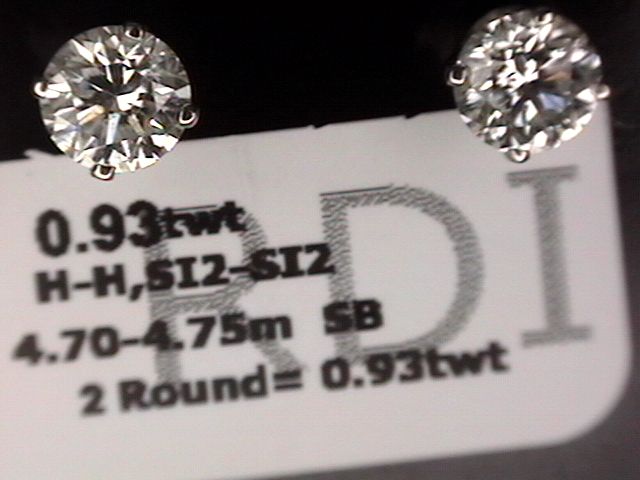 RDI
0.93twt
H-H,SI2-SI2
4.70-4.75m SB
2 Round= 0.93twt